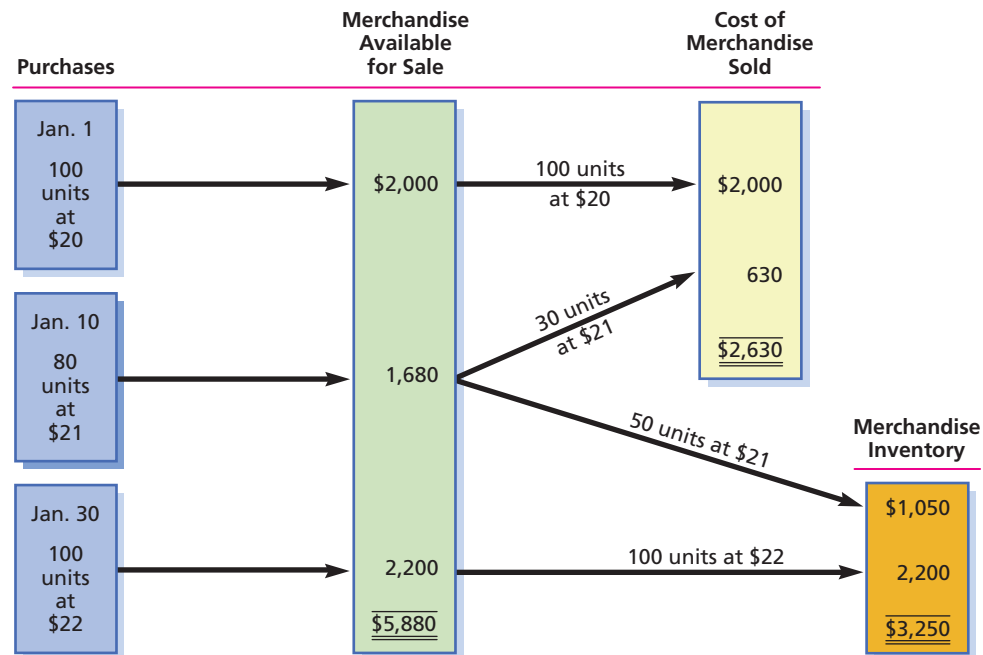 Purchases
Merchandise
Available
for Sale
Cost of
Merchandise
Sold
Jan. 1
100
units
at
$20
$2,000
100 units
at $20
$2,000
630
$2,630
Jan. 10
80
units
at
$21
1,680
30 units
at $21
50 units at $21
Merchandise
Inventory
$1,050
Jan. 30
100
units
at
$22
2,200
$5,880
100 units at $22
2,200
$3,250